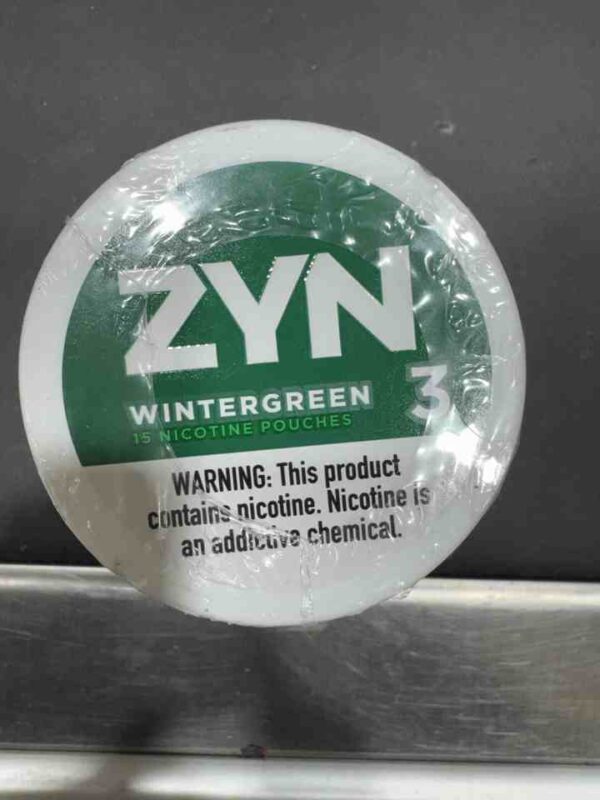 ZYN
WINTERGREEN 3
15 NICOTINE POUCHES
WARNING: This product
contains nicotine. Nicotine is
an addictive chemical.